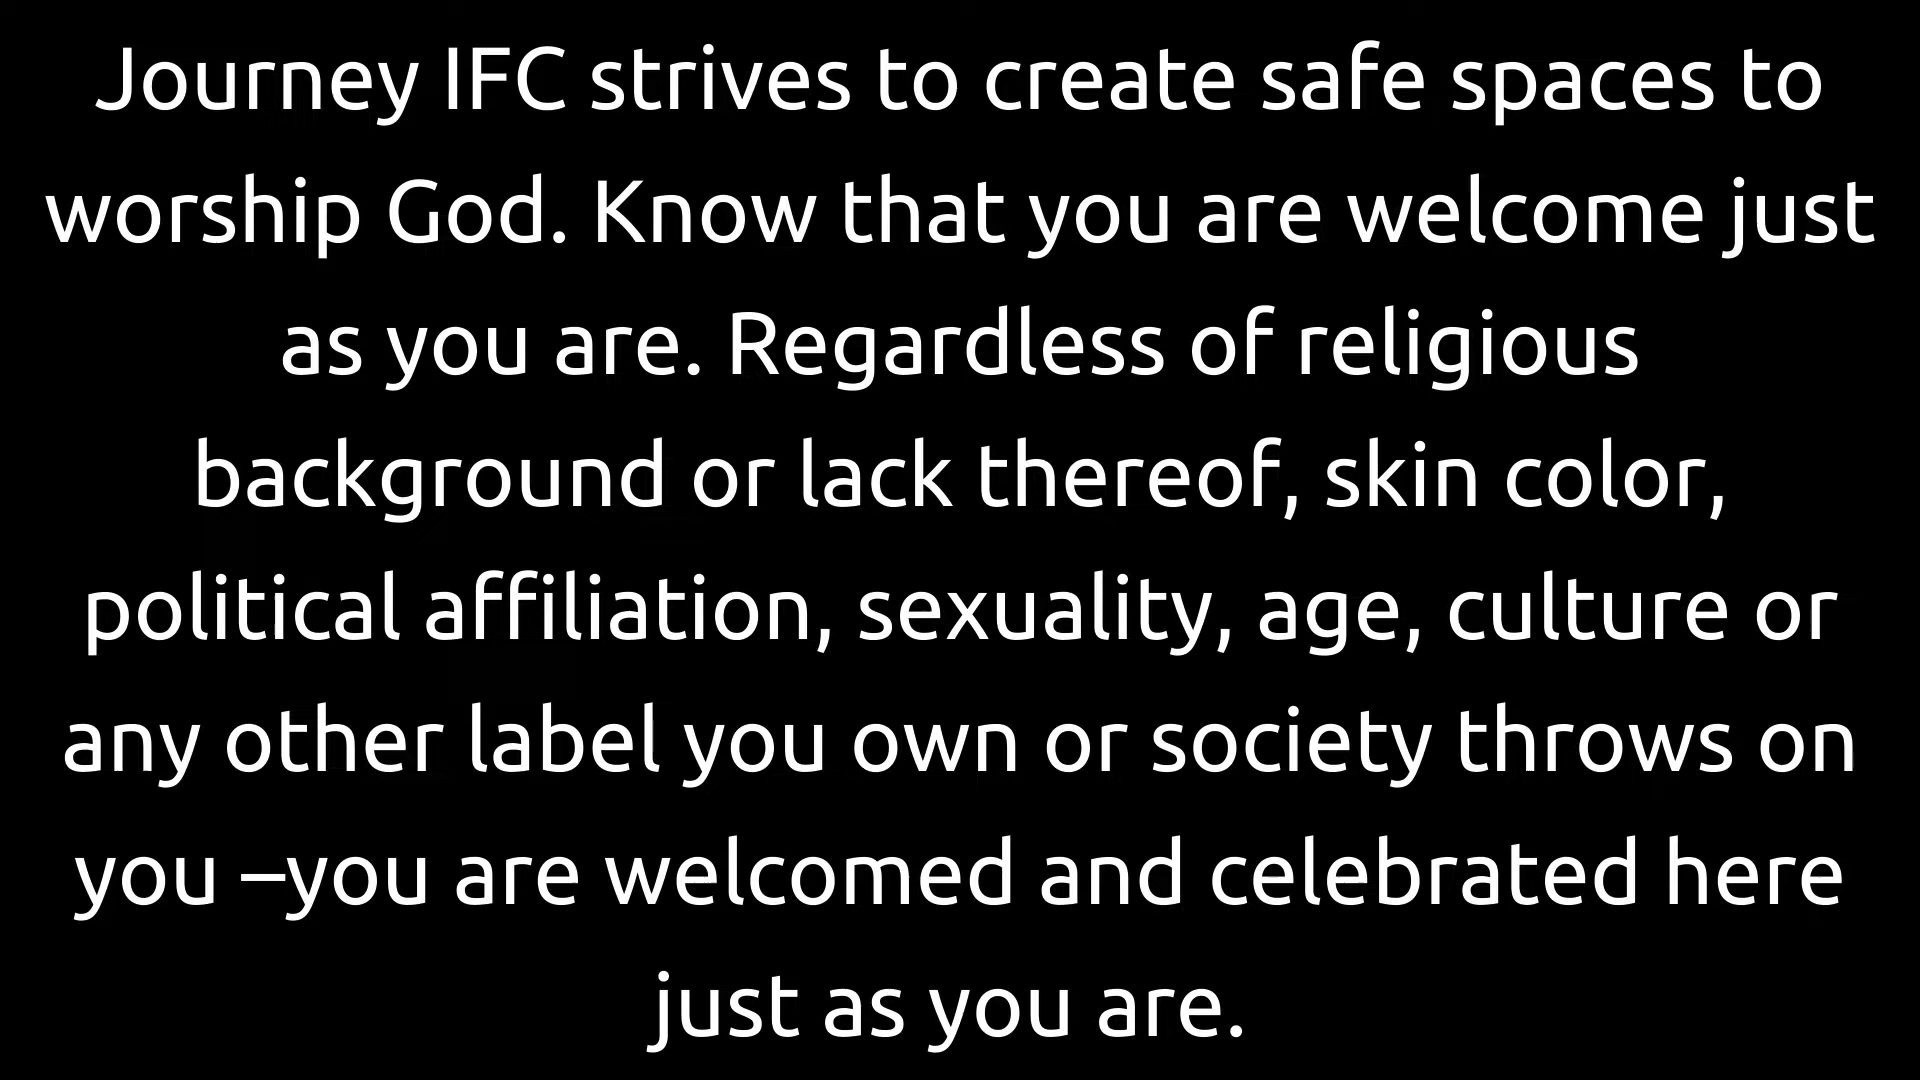 Journey IFC strives to create safe spaces to
worship God. Know that you are welcome just
as you are. Regardless of religious
background or lack thereof, skin color,
political affiliation, sexuality, age, culture or
any other label you own or society throws on
you –you are welcomed and celebrated here
just as you are.